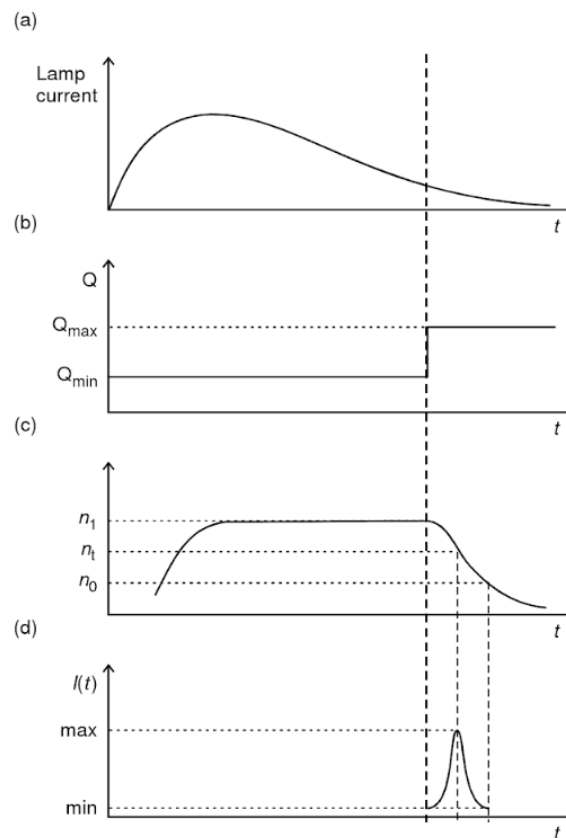 (a)
Lamp
current
t
(b)
Q
Qmax
Qmin
t
(c)
n1
nt
n0
t
(d)
I(t)
max
min
t